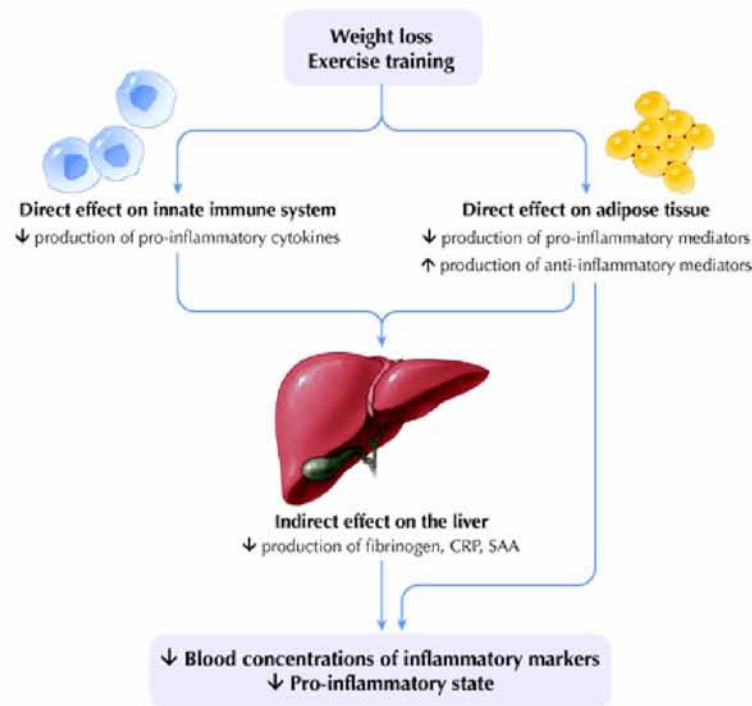 Weight loss
Exercise training
Direct effect on innate immune system
↓ production of pro-inflammatory cytokines
Direct effect on adipose tissue
↓ production of pro-inflammatory mediators
↑ production of anti-inflammatory mediators
Indirect effect on the liver
↓ production of fibrinogen, CRP, SAA
↓ Blood concentrations of inflammatory markers
↓ Pro-inflammatory state